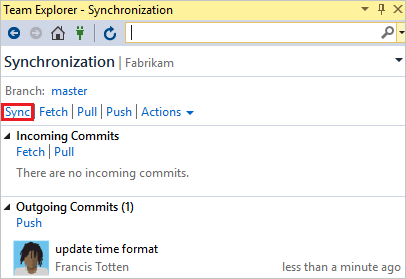 Team Explorer - Synchronization
Synchronization | Fabrikam
Branch: master
Sync | Fetch | Pull | Push | Actions
Incoming Commits
Fetch | Pull
There are no incoming commits.
Outgoing Commits (1)
Push
update time format
Francis Totten less than a minute ago